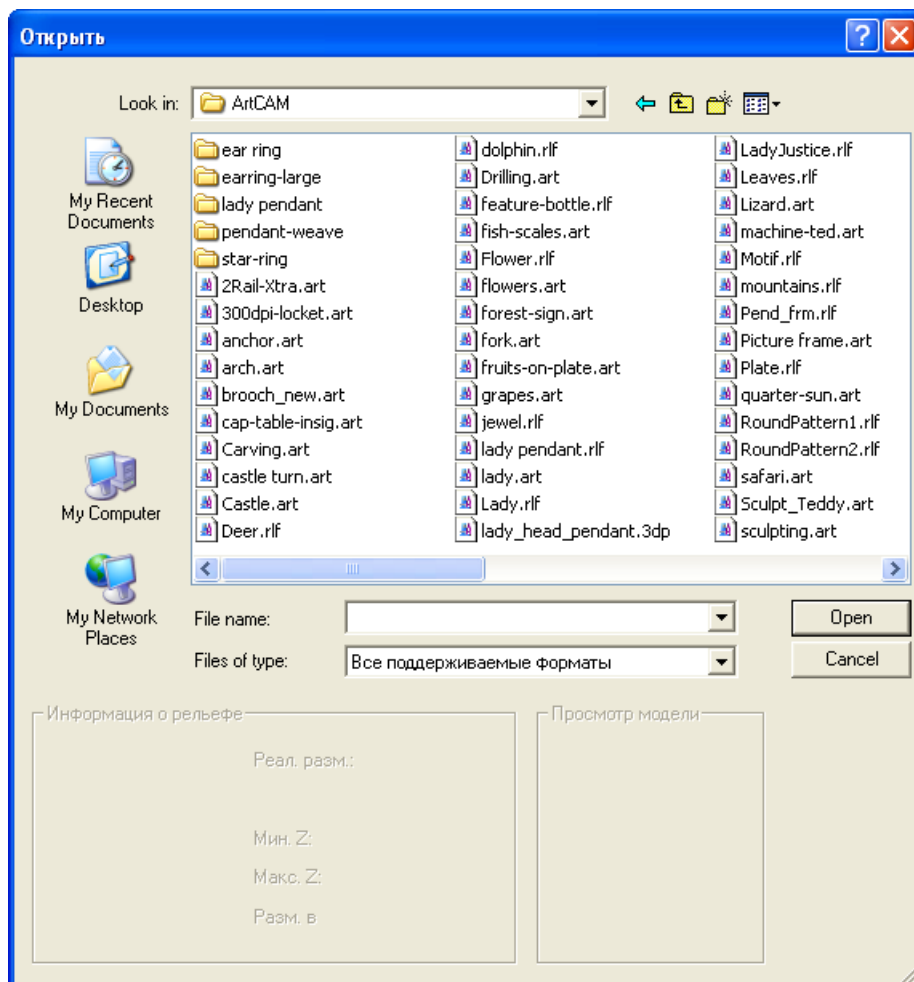 Открыть
Look in:
ArtCAM
My Recent
Documents
Desktop
My Documents
My Computer
My Network
Places
ear ring
earring-large
lady pendant
pendant-weave
star-ring
2Rail-Xtra.art
300dpi-locket.art
anchor.art
arch.art
brooch_new.art
cap-table-insig.art
Carving.art
castle turn.art
Castle.art
Deer.rlf
dolphin.rlf
Drilling.art
feature-bottle.rlf
fish-scales.art
Flower.rlf
flowers.art
forest-sign.art
fork.art
fruits-on-plate.art
grapes.art
jewel.rlf
lady pendant.rlf
lady.art
Lady.rlf
lady_head_pendant.3dp
LadyJustice.rlf
Leaves.rlf
Lizard.art
machine-ted.art
Motif.rlf
mountains.rlf
Pend_frm.rlf
Picture frame.art
Plate.rlf
quarter-sun.art
RoundPattern1.rlf
RoundPattern2.rlf
safari.art
Sculpt_Teddy.art
sculpting.art
File name:
Open
Files of type:
Все поддерживаемые форматы
Cancel
Информация о рельефе
Реал. разм.:
Мин. Z:
Макс. Z:
Разм. в
Просмотр модели